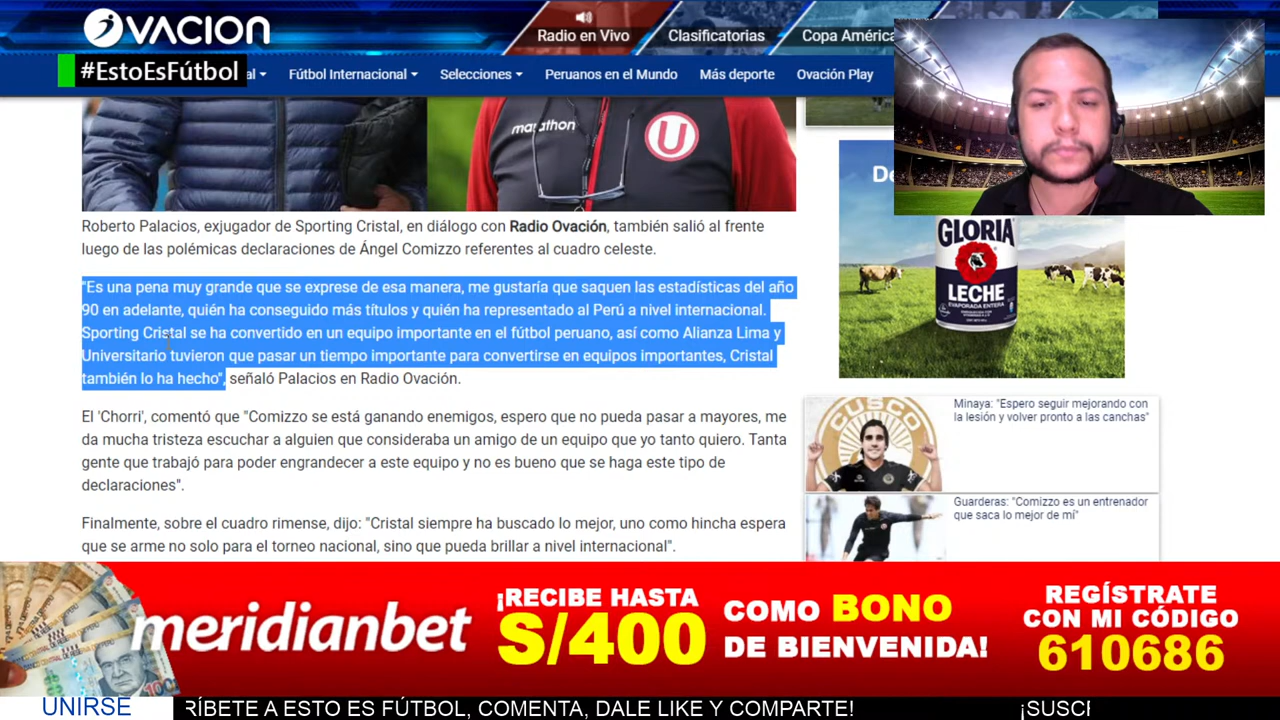 OVACION
Radio en Vivo
Clasificatorias
Copa América
#EstoEsFútbol
al
Fútbol Internacional
Selecciones
Peruanos en el Mundo
Más deporte
Ovación Play
marathon
U
De
Roberto Palacios, exjugador de Sporting Cristal, en diálogo con Radio Ovación, también salió al frente
luego de las polémicas declaraciones de Ángel Comizzo referentes al cuadro celeste.
"Es una pena muy grande que se exprese de esa manera, me gustaría que saquen las estadísticas del año
90 en adelante, quién ha conseguido más títulos y quién ha representado al Perú a nivel internacional.
Sporting Cristal se ha convertido en un equipo importante en el fútbol peruano, así como Alianza Lima y
Universitario tuvieron que pasar un tiempo importante para convertirse en equipos importantes, Cristal
también lo ha hecho", señaló Palacios en Radio Ovación.
El 'Chorri', comentó que "Comizzo se está ganando enemigos, espero que no pueda pasar a mayores, me
da mucha tristeza escuchar a alguien que consideraba un amigo de un equipo que yo tanto quiero. Tanta
gente que trabajó para poder engrandecer a este equipo y no es bueno que se haga este tipo de
declaraciones".
Finalmente, sobre el cuadro rimense, dijo: "Cristal siempre ha buscado lo mejor, uno como hincha espera
que se arme no solo para el torneo nacional, sino que pueda brillar a nivel internacional".
GLORIA
LECHE
EVAPORADA ENTERA
CUSCO
Minaya: "Espero seguir mejorando con
la lesión y volver pronto a las canchas"
Guarderas: "Comizzo es un entrenador
que saca lo mejor de mí"
meridianbet
¡RECIBE HASTA
S/400
COMO BONO
DE BIENVENIDA!
REGÍSTRATE
CON MI CÓDIGO
610686
UNIRSE
RÍBETE A ESTO ES FÚTBOL, COMENTA, DALE LIKE Y COMPARTE!
¡SUSC